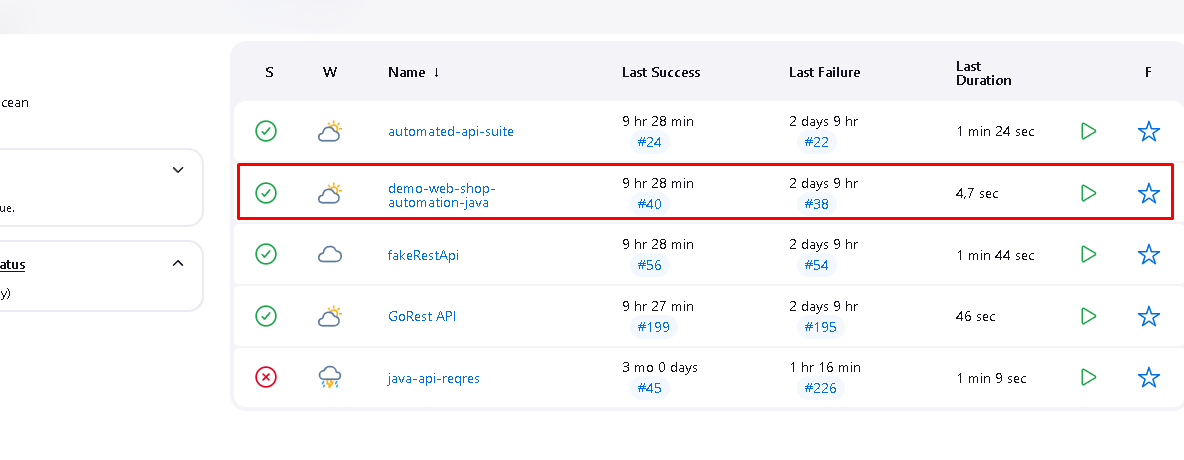 S W Name ↓ Last Success Last Failure Last Duration F
cean
automated-api-suite 9 hr 28 min #24 2 days 9 hr #22 1 min 24 sec
ue.
demo-web-shop-automation-java 9 hr 28 min #40 2 days 9 hr #38 4,7 sec
atus
fakeRestApi 9 hr 28 min #56 2 days 9 hr #54 1 min 44 sec
y)
GoRest API 9 hr 27 min #199 2 days 9 hr #195 46 sec
java-api-reqres 3 mo 0 days #45 1 hr 16 min #226 1 min 9 sec